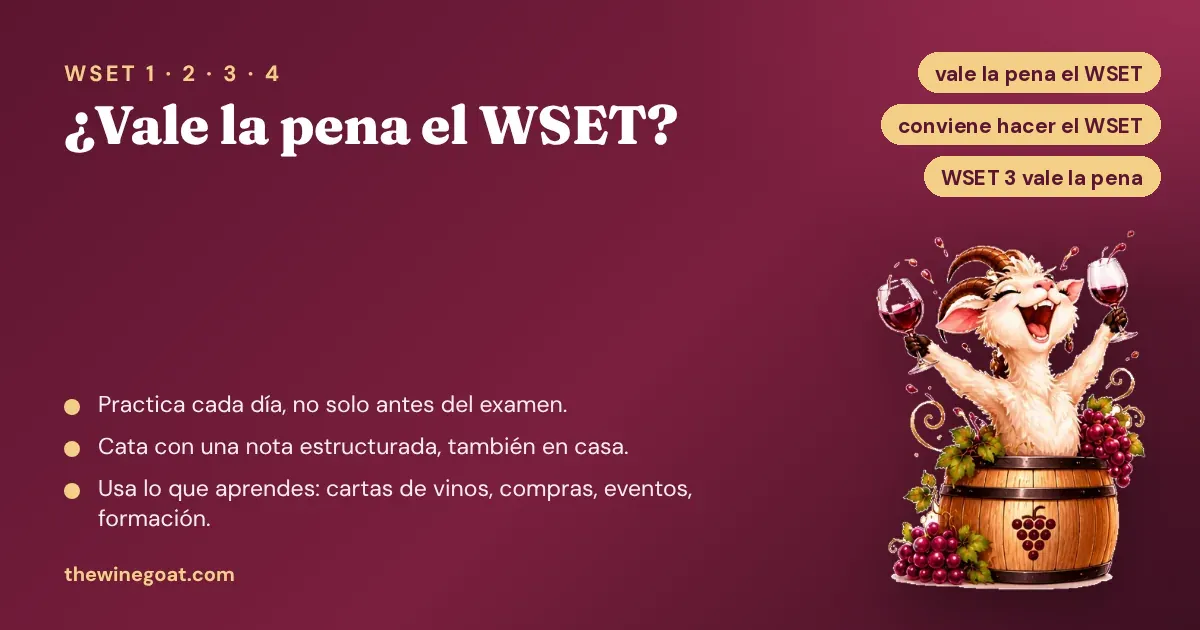 WSET 1 · 2 · 3 · 4
¿Vale la pena el WSET?
vale la pena el WSET
conviene hacer el WSET
WSET 3 vale la pena
Practica cada día, no solo antes del examen.
Cata con una nota estructurada, también en casa.
Usa lo que aprendes: cartas de vinos, compras, eventos,
formación.
thewinegoat.com